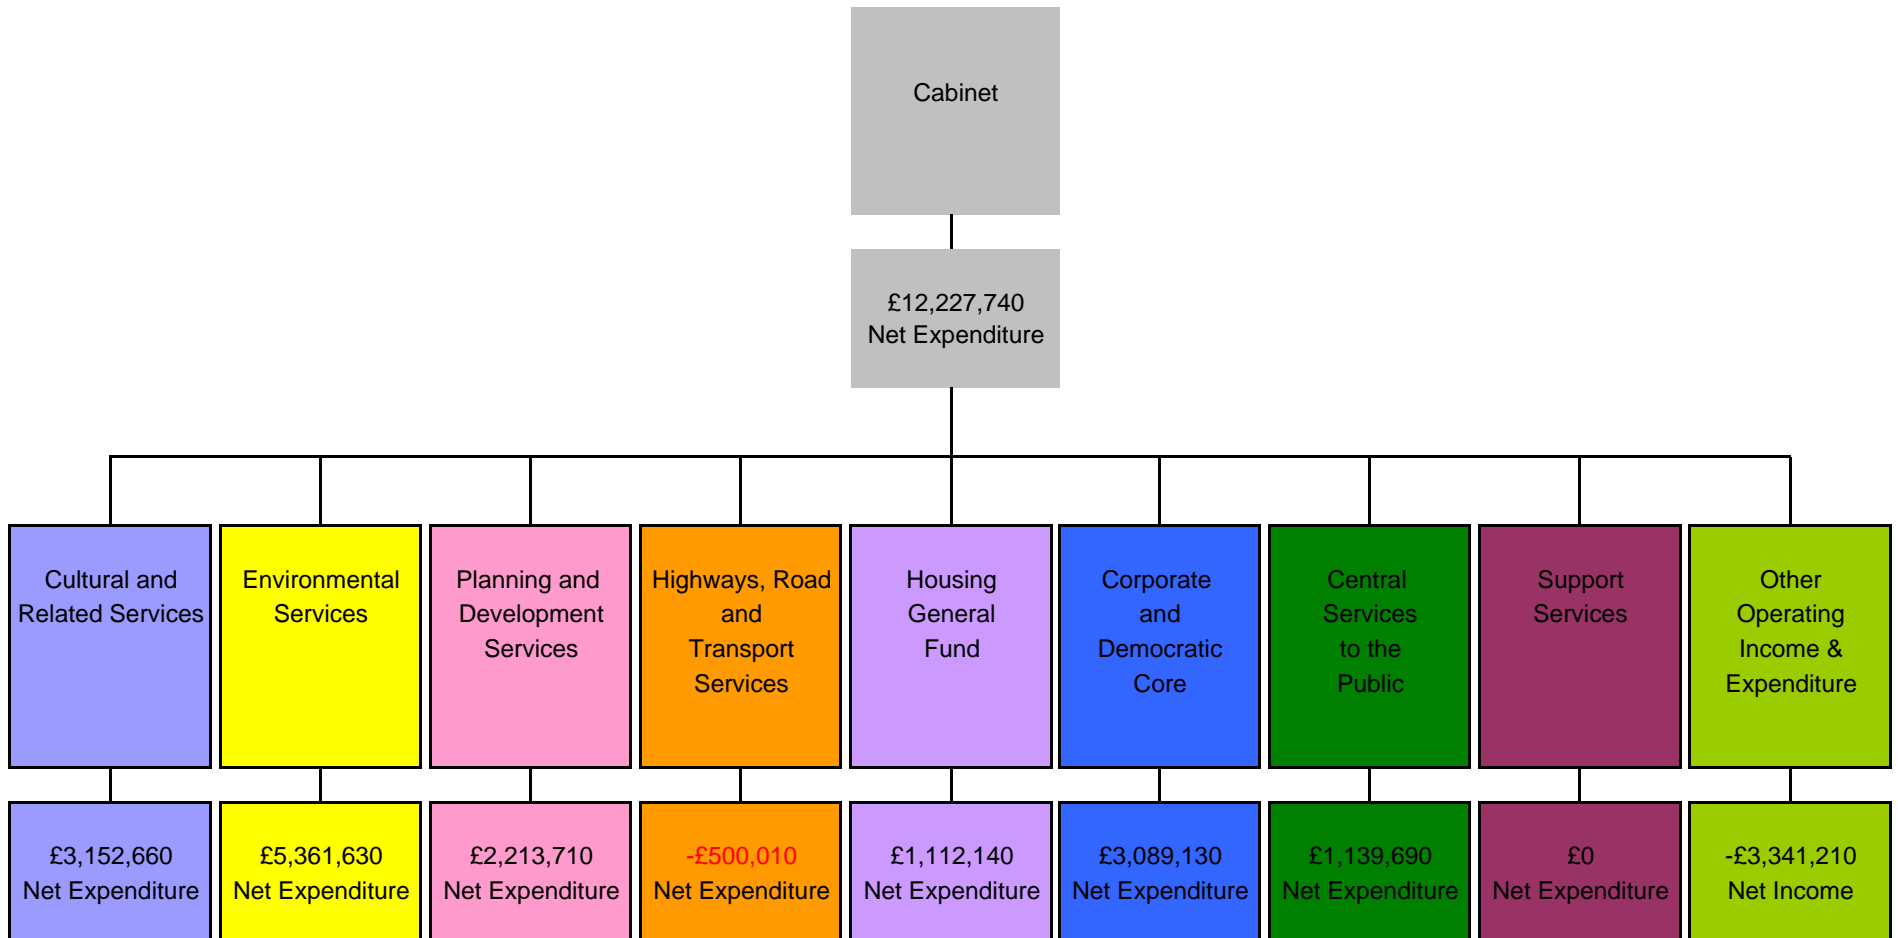 Cabinet
£12,227,740
Net Expenditure
Cultural and
Related Services
Environmental
Services
Planning and
Development
Services
Highways, Road
and
Transport
Services
Housing
General
Fund
Corporate
and
Democratic
Core
Central
Services
to the
Public
Support
Services
Other
Operating
Income &
Expenditure
£3,152,660
Net Expenditure
£5,361,630
Net Expenditure
£2,213,710
Net Expenditure
-£500,010
Net Expenditure
£1,112,140
Net Expenditure
£3,089,130
Net Expenditure
£1,139,690
Net Expenditure
£0
Net Expenditure
-£3,341,210
Net Income